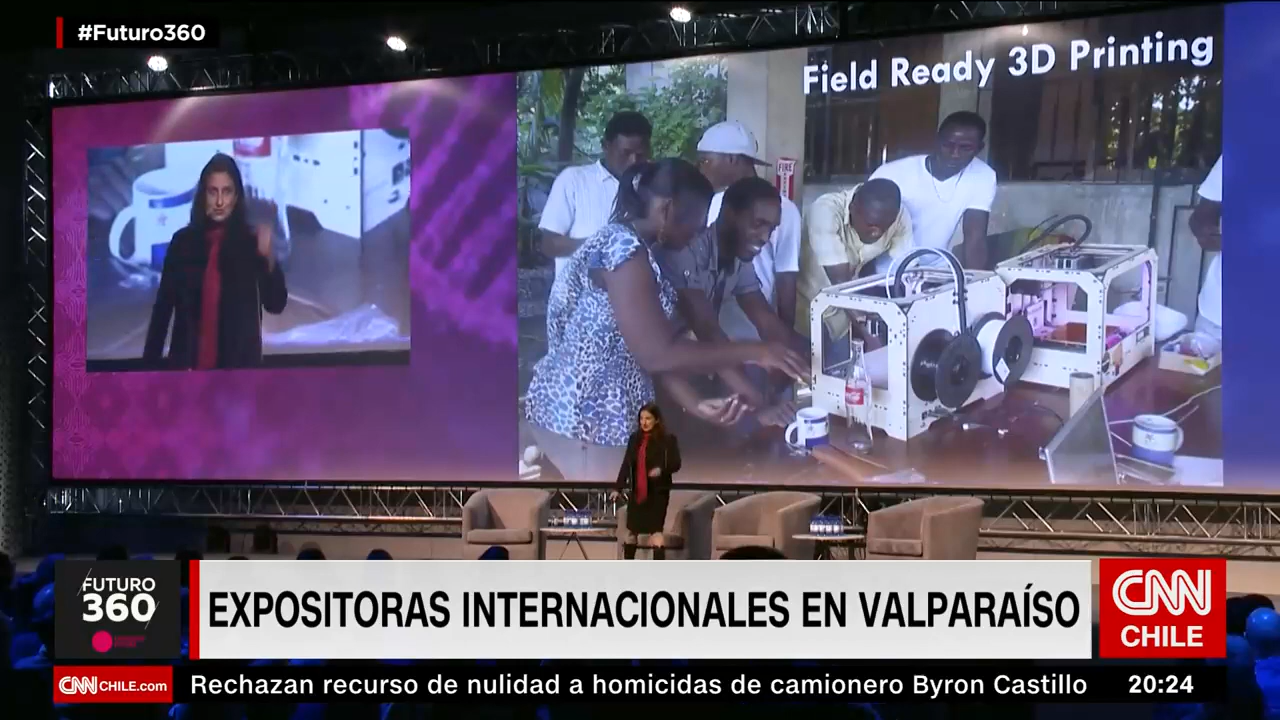 #Futuro360
Field Ready 3D Printing
FIRE
FUTURO
360
EXPOSITORAS INTERNACIONALES EN VALPARAÍSO
CNN
CHILE
CNNCHILE.com
Rechazan recurso de nulidad a homicidas de camionero Byron Castillo
20:24